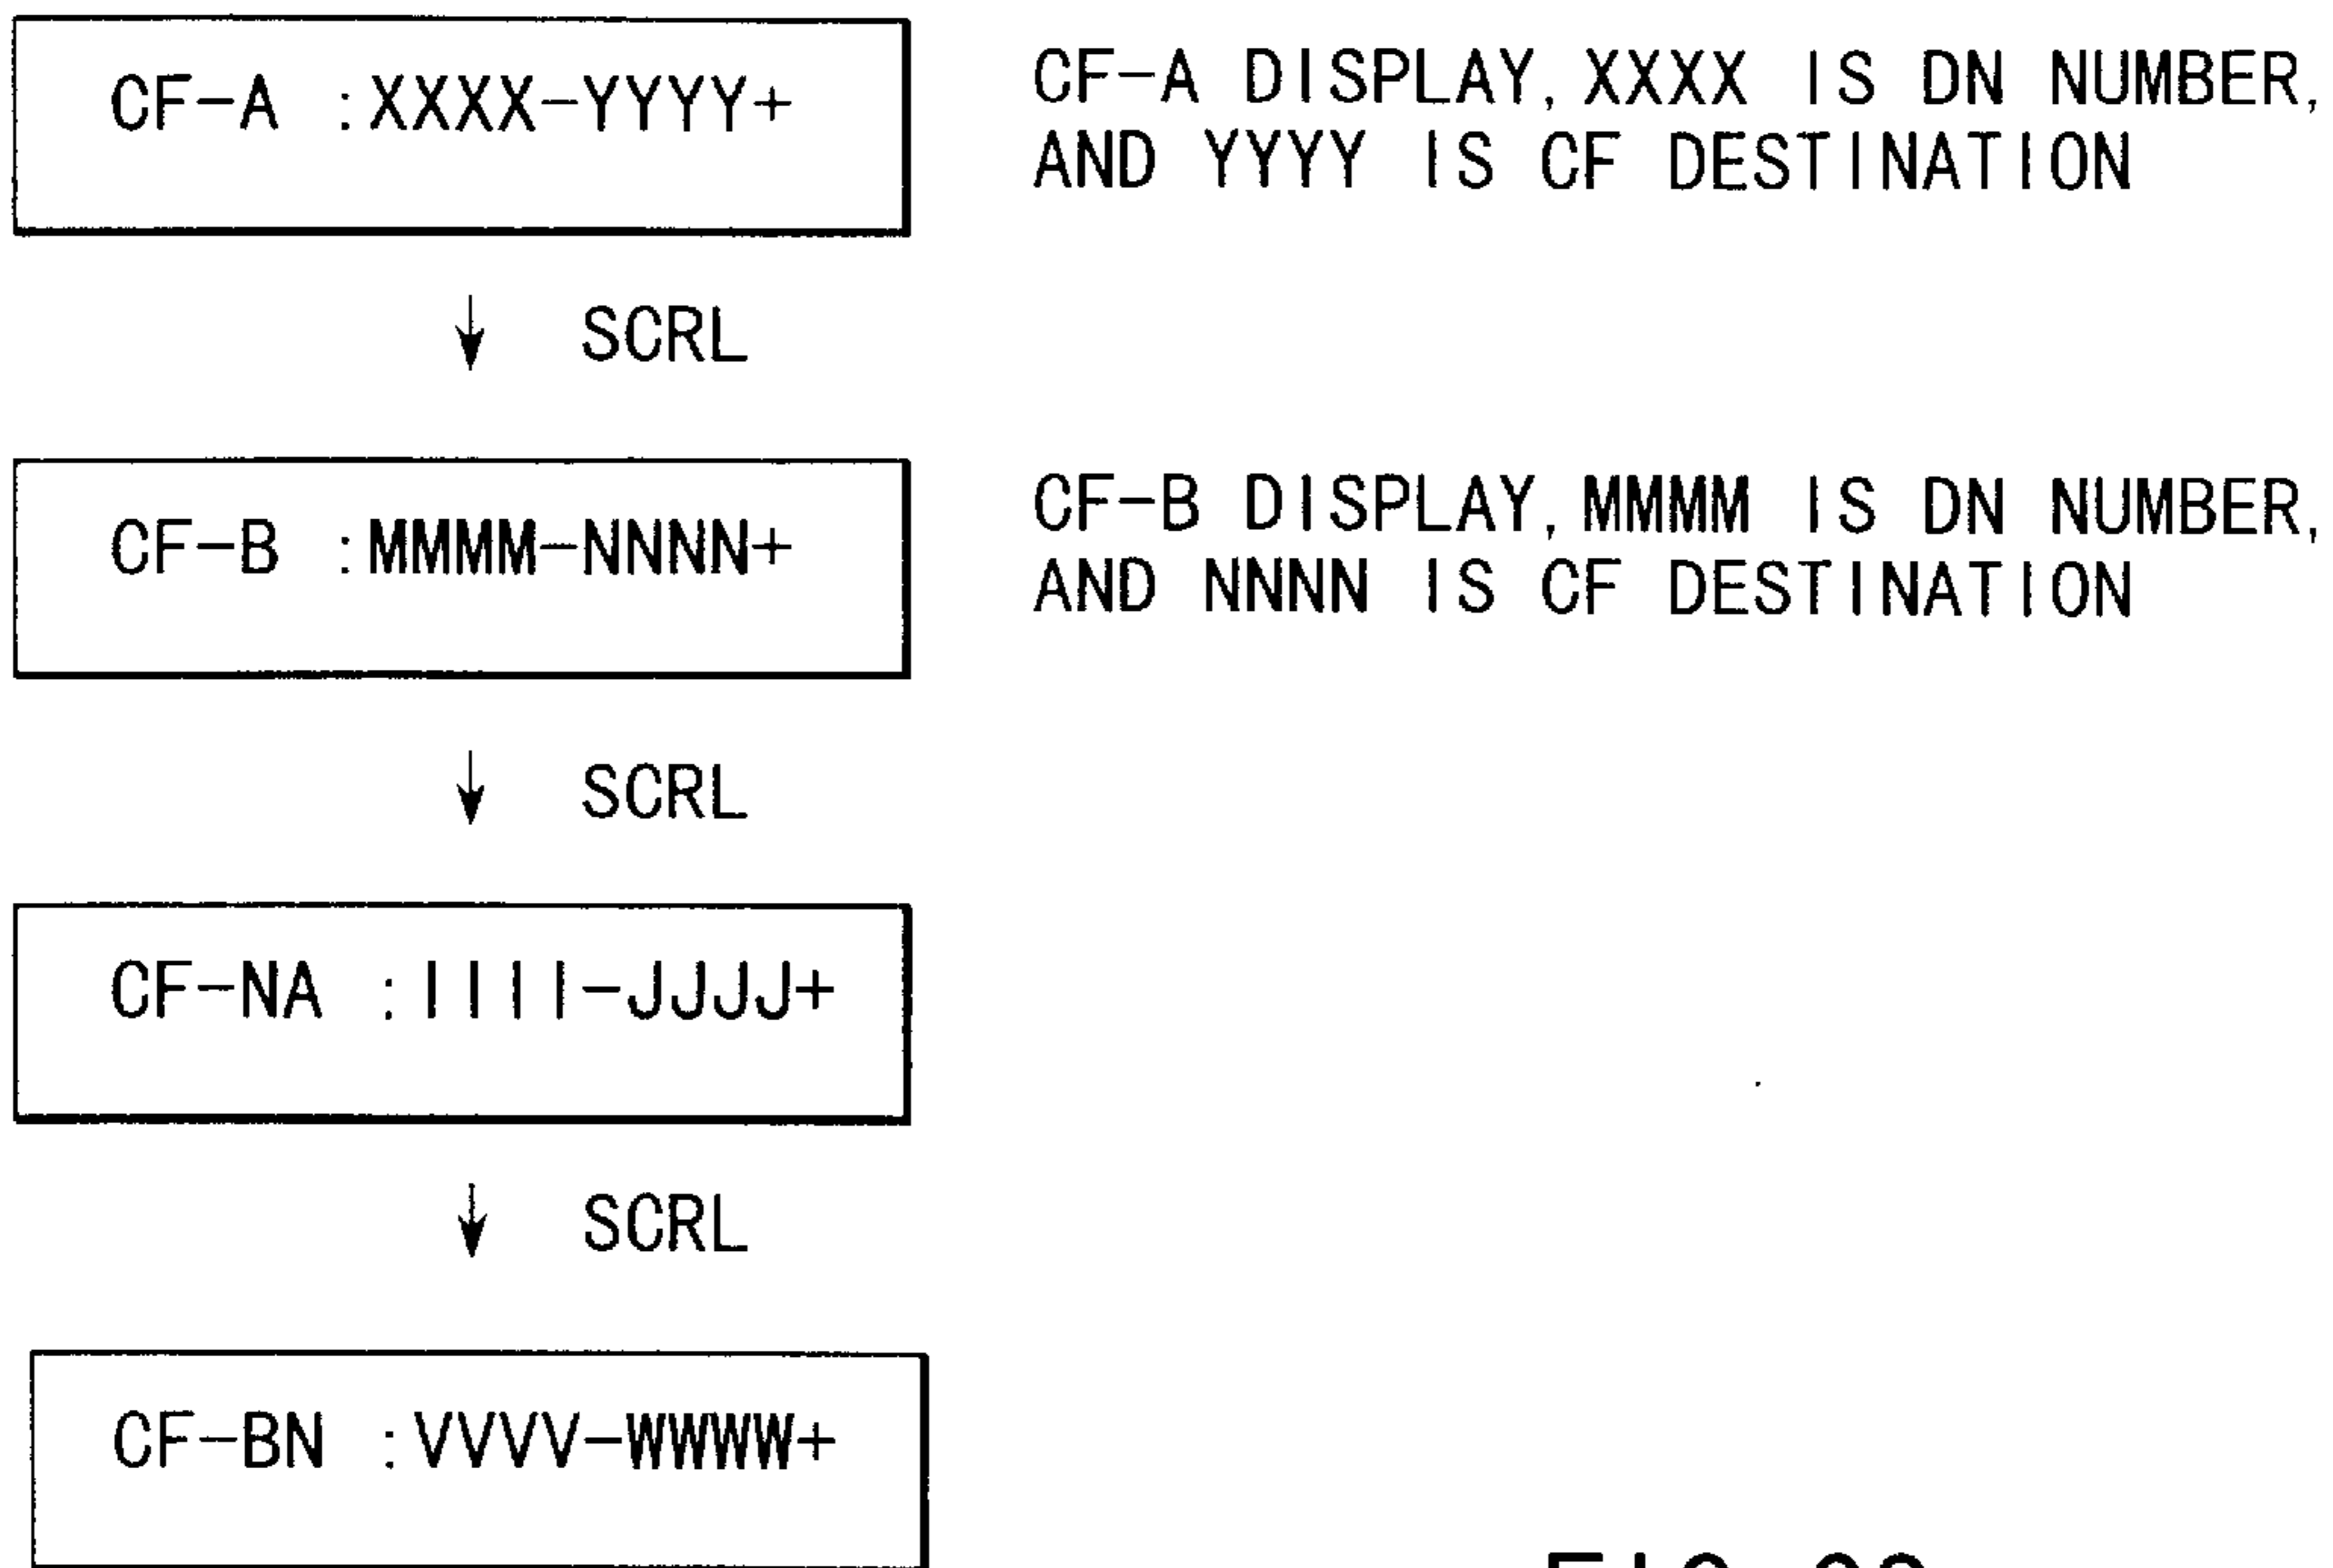 CF-A :XXXX-YYYY+
CF-A DISPLAY, XXXX IS DN NUMBER,
AND YYYY IS CF DESTINATION
SCRL
CF-B :MMMM-NNNN+
CF-B DISPLAY, MMMM IS DN NUMBER,
AND NNNN IS CF DESTINATION
SCRL
CF-NA :IIII-JJJJ+
SCRL
CF-BN :VVVV-WWWW+